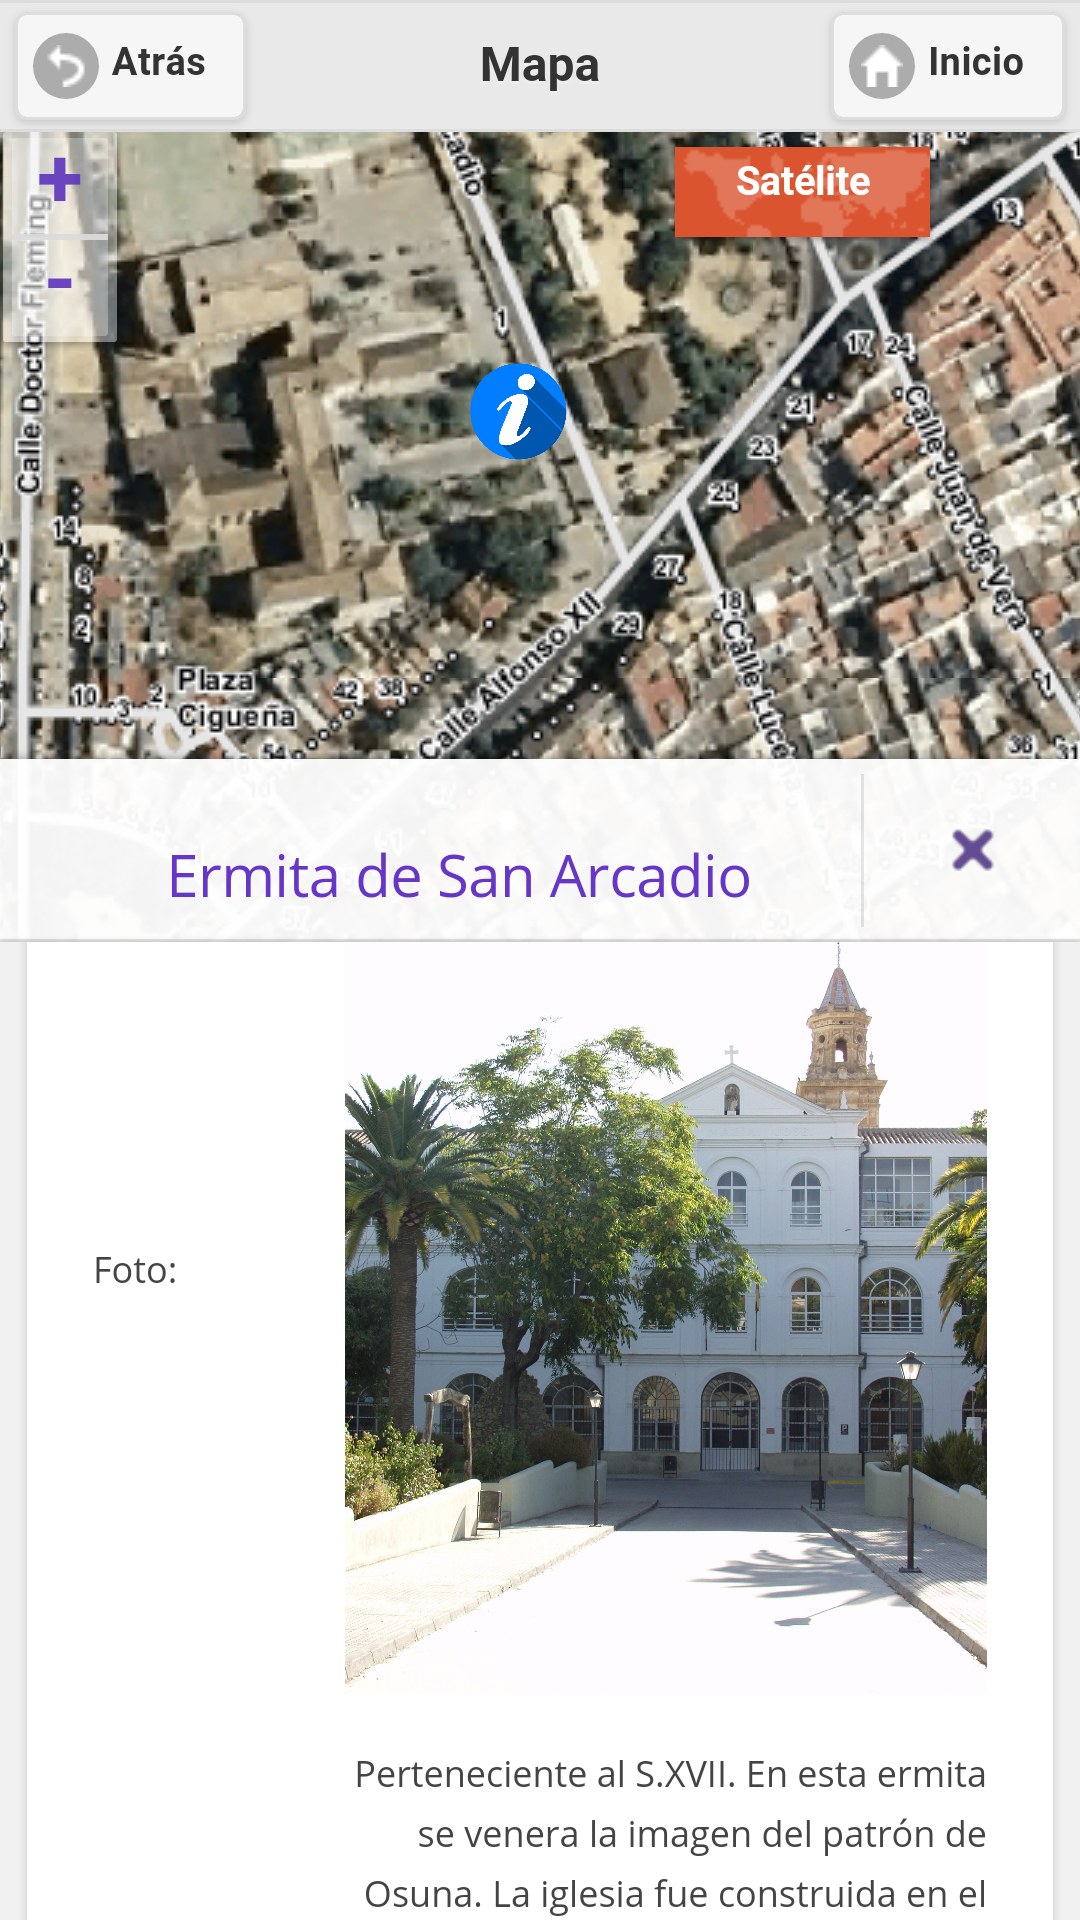 Atrás
Mapa
Inicio
+
Satélite
18
13
1
17
24
21
23
25
Calle Doctor Fleming
Calle Juan de Vera
14
8
2
27
18
29
Calle Alfonso XII
Plaza
Cigueña
10
3
2
42
38
54
1
36
31
-
Ermita de San Arcadio
Foto:
Perteneciente al S.XVII. En esta ermita
se venera la imagen del patrón de
Osuna. La iglesia fue construida en el